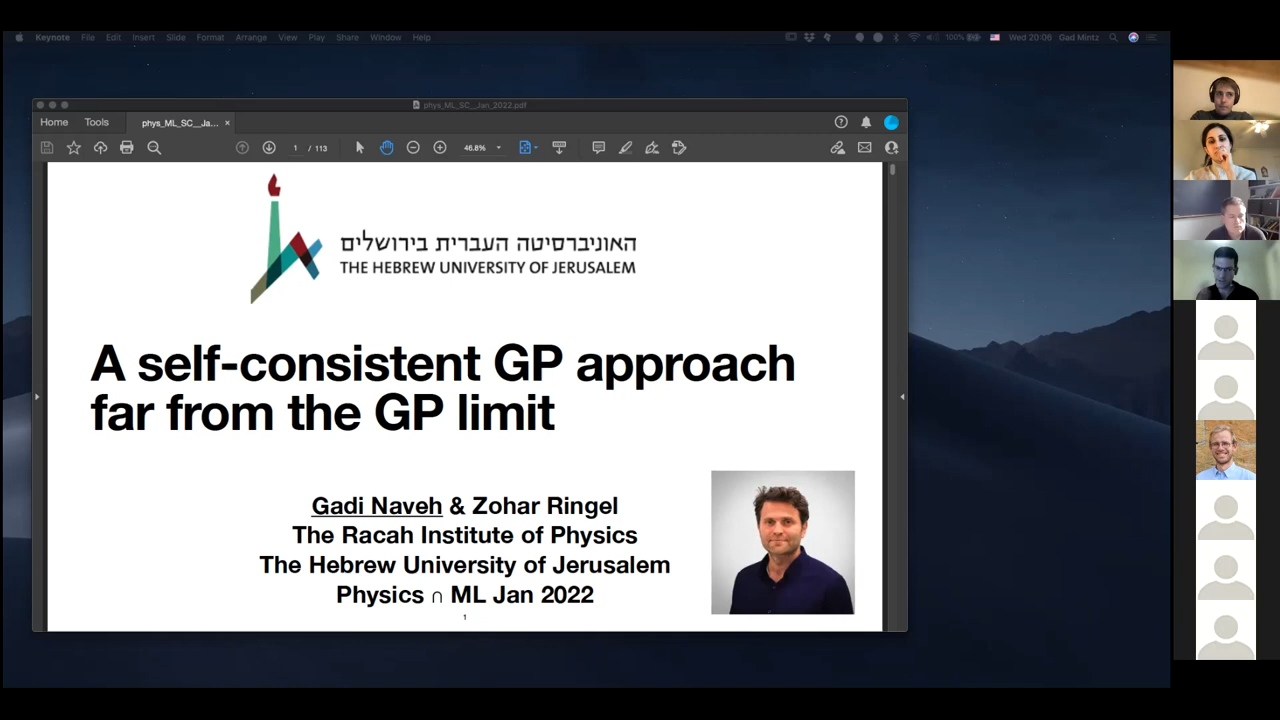 Keynote File Edit Insert Slide Format Arrange View Play Share Window Help 100% Wed 20:06 Gad Mintz
phys_ML_SC__Jan_2022.pdf
Home Tools phys_ML_SC__Ja... ×
1 / 113 46.8%
האוניברסיטה העברית בירושלים
THE HEBREW UNIVERSITY OF JERUSALEM
A self-consistent GP approach
far from the GP limit
Gadi Naveh & Zohar Ringel
The Racah Institute of Physics
The Hebrew University of Jerusalem
Physics ∩ ML Jan 2022
1